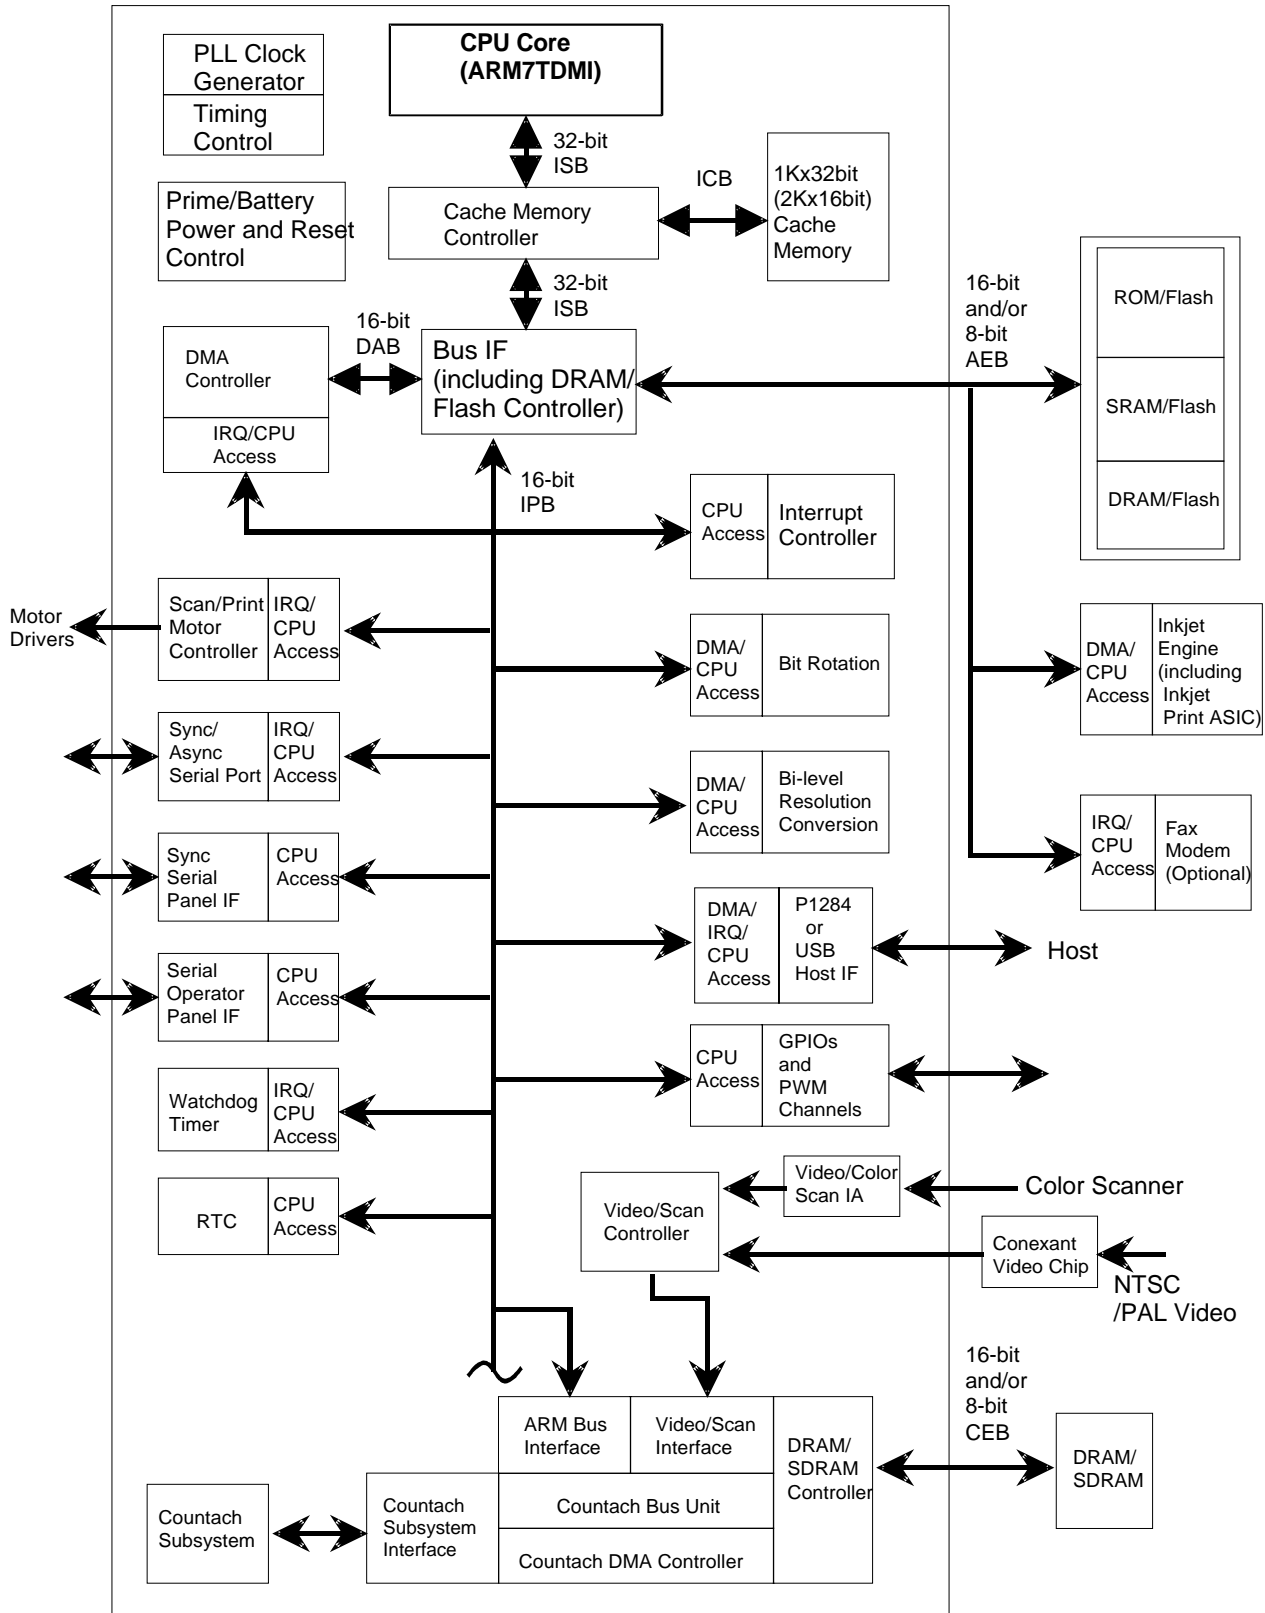 PLL Clock
Generator
Timing
Control
CPU Core
(ARM7TDMI)
32-bit
ISB
Prime/Battery
Power and Reset
Control
Cache Memory
Controller
ICB
1Kx32bit
(2Kx16bit)
Cache
Memory
32-bit
ISB
16-bit
DAB
DMA
Controller
IRQ/CPU
Access
Bus IF
(including DRAM/
Flash Controller)
16-bit
and/or
8-bit
AEB
ROM/Flash
SRAM/Flash
DRAM/Flash
16-bit
IPB
CPU
Access
Interrupt
Controller
Motor
Drivers
Scan/Print
Motor
Controller
IRQ/
CPU
Access
DMA/
CPU
Access
Bit Rotation
DMA/
CPU
Access
Inkjet
Engine
(including
Inkjet
Print ASIC)
Sync/
Async
Serial Port
IRQ/
CPU
Access
DMA/
CPU
Access
Bi-level
Resolution
Conversion
IRQ/
CPU
Access
Fax
Modem
(Optional)
Sync
Serial
Panel IF
CPU
Access
DMA/
IRQ/
CPU
Access
P1284
or
USB
Host IF
Host
Serial
Operator
Panel IF
CPU
Access
CPU
Access
GPIOs
and
PWM
Channels
Watchdog
Timer
IRQ/
CPU
Access
RTC
CPU
Access
Video/Scan
Controller
Video/Color
Scan IA
Color Scanner
Conexant
Video Chip
NTSC
/PAL Video
16-bit
and/or
8-bit
CEB
ARM Bus
Interface
Video/Scan
Interface
DRAM/
SDRAM
Controller
DRAM/
SDRAM
Countach
Subsystem
Countach
Subsystem
Interface
Countach Bus Unit
Countach DMA Controller